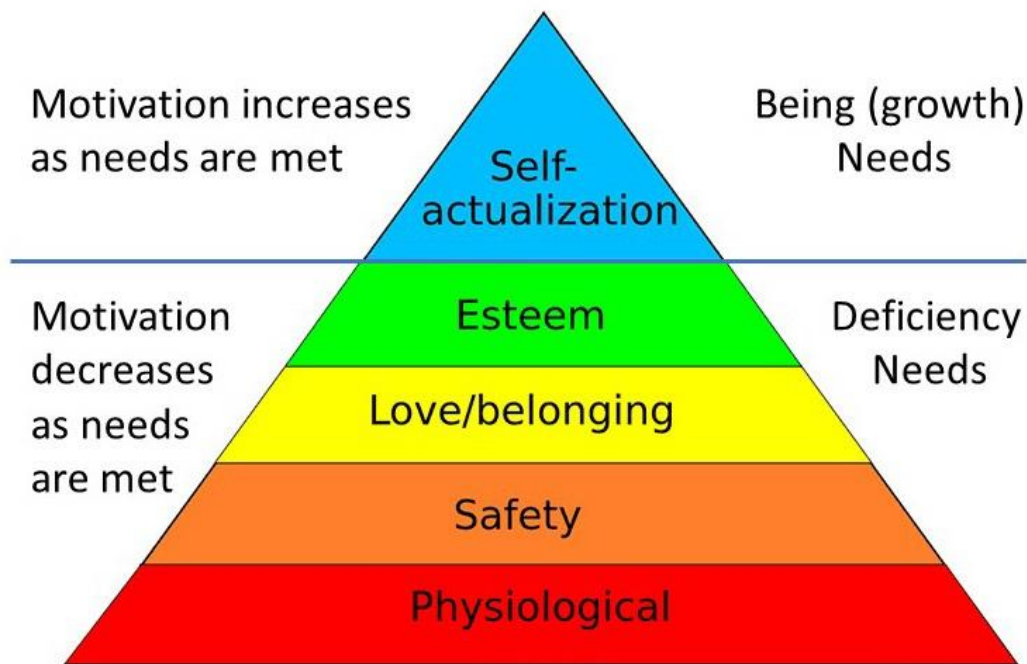 Motivation increases
as needs are met
Being (growth)
Needs
Self-
actualization
Motivation
decreases
as needs
are met
Esteem
Love/belonging
Safety
Physiological
Deficiency
Needs